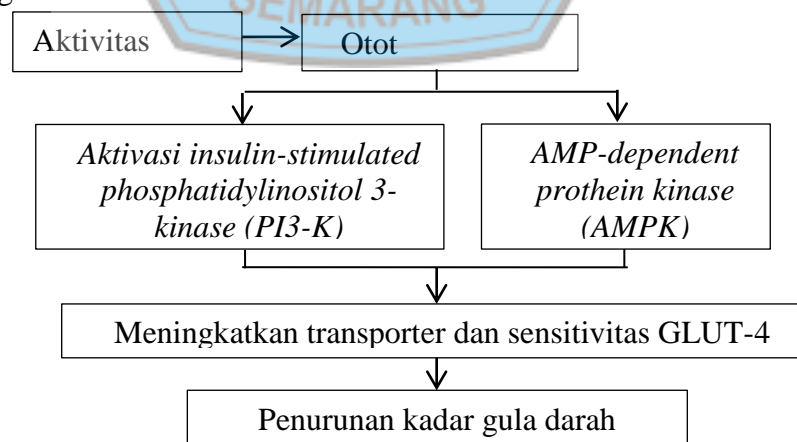 SEMARANG
Aktivitas
Otot
Aktivasi insulin-stimulated
phosphatidylinositol 3-
kinase (PI3-K)
AMP-dependent
prothein kinase
(AMPK)
Meningkatkan transporter dan sensitivitas GLUT-4
Penurunan kadar gula darah